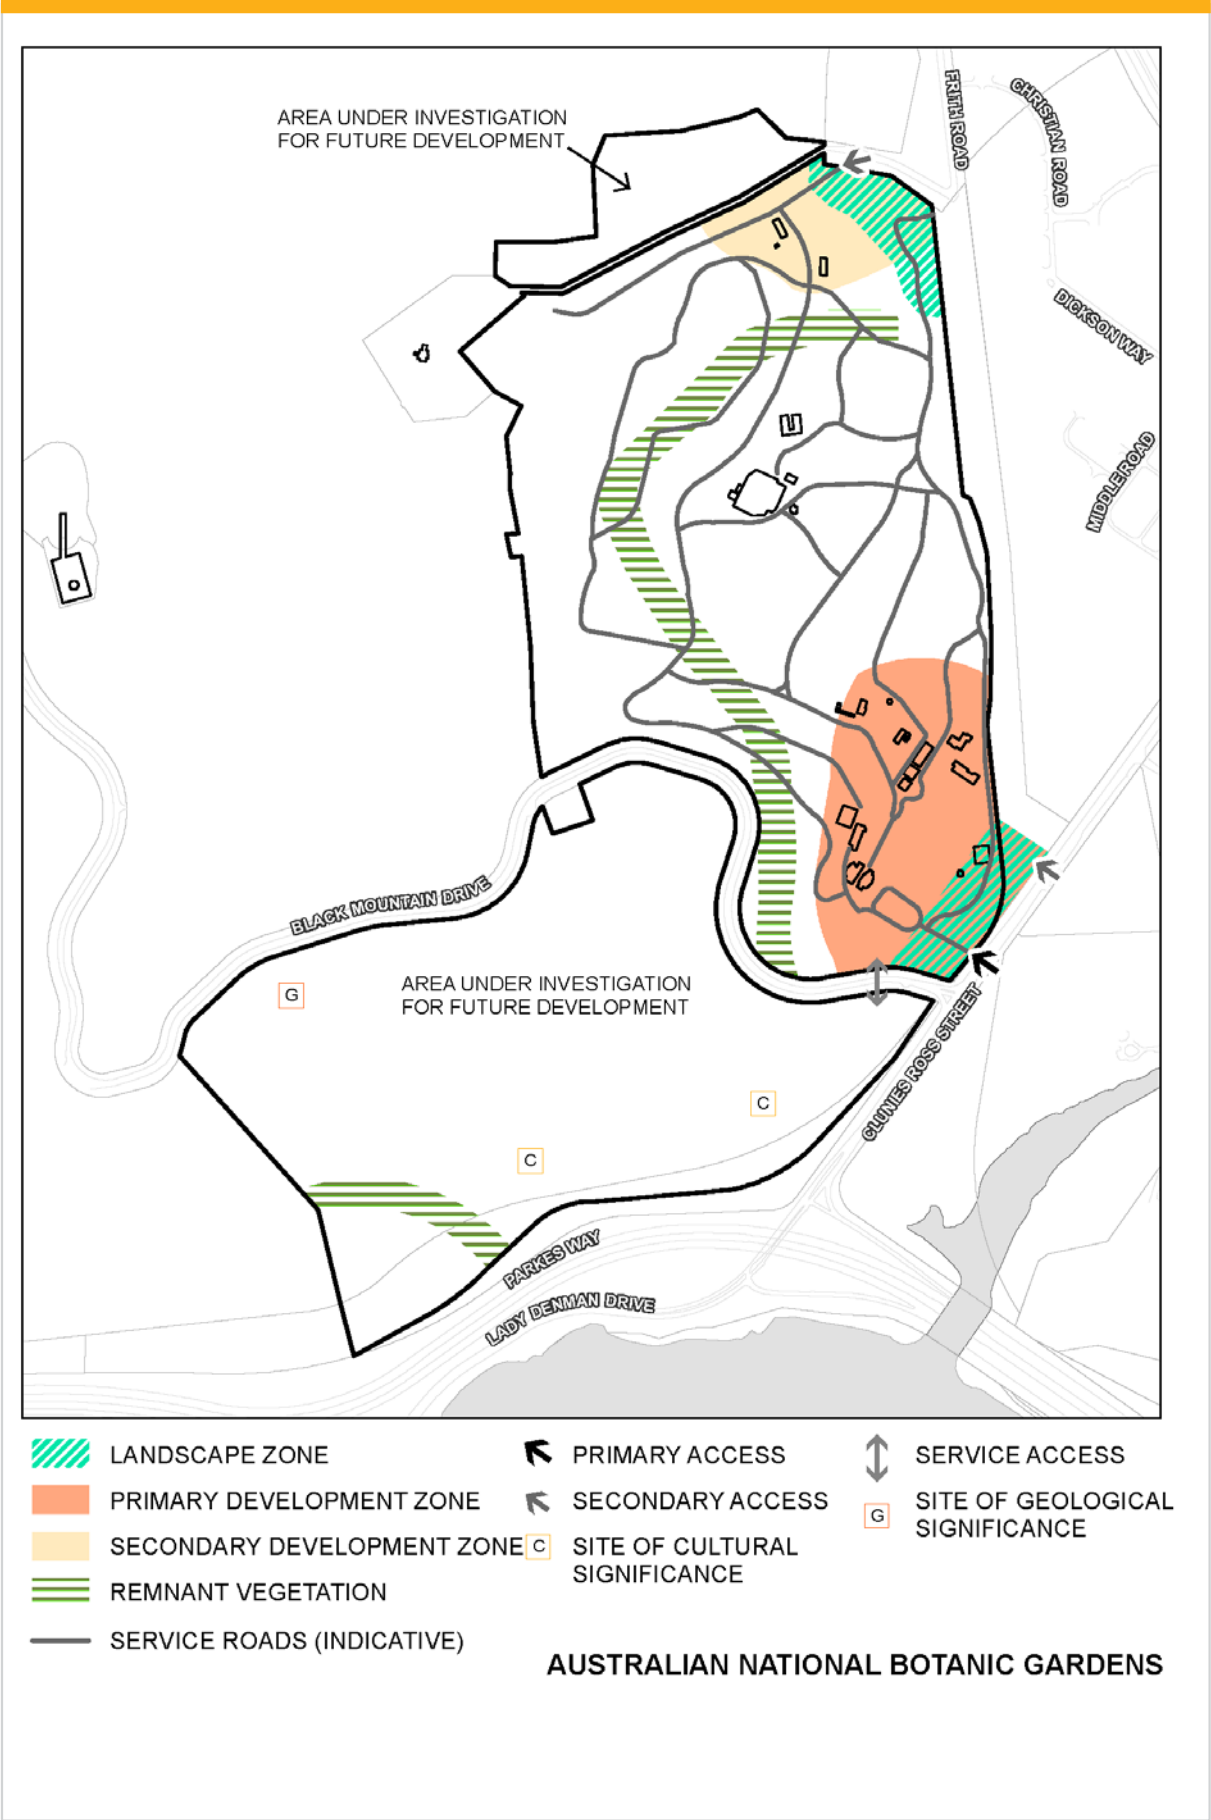 AREA UNDER INVESTIGATION
FOR FUTURE DEVELOPMENT
FRITH ROAD
CHRISTIAN ROAD
DICKSON WAY
MIDDLE ROAD
BLACK MOUNTAIN DRIVE
G
AREA UNDER INVESTIGATION
FOR FUTURE DEVELOPMENT
CLUNIES ROSS STREET
C
C
PARKES WAY
LADY DENMAN DRIVE
LANDSCAPE ZONE
PRIMARY DEVELOPMENT ZONE
SECONDARY DEVELOPMENT ZONE
REMNANT VEGETATION
SERVICE ROADS (INDICATIVE)
PRIMARY ACCESS
SECONDARY ACCESS
C
SITE OF CULTURAL
SIGNIFICANCE
SERVICE ACCESS
G
SITE OF GEOLOGICAL
SIGNIFICANCE
AUSTRALIAN NATIONAL BOTANIC GARDENS